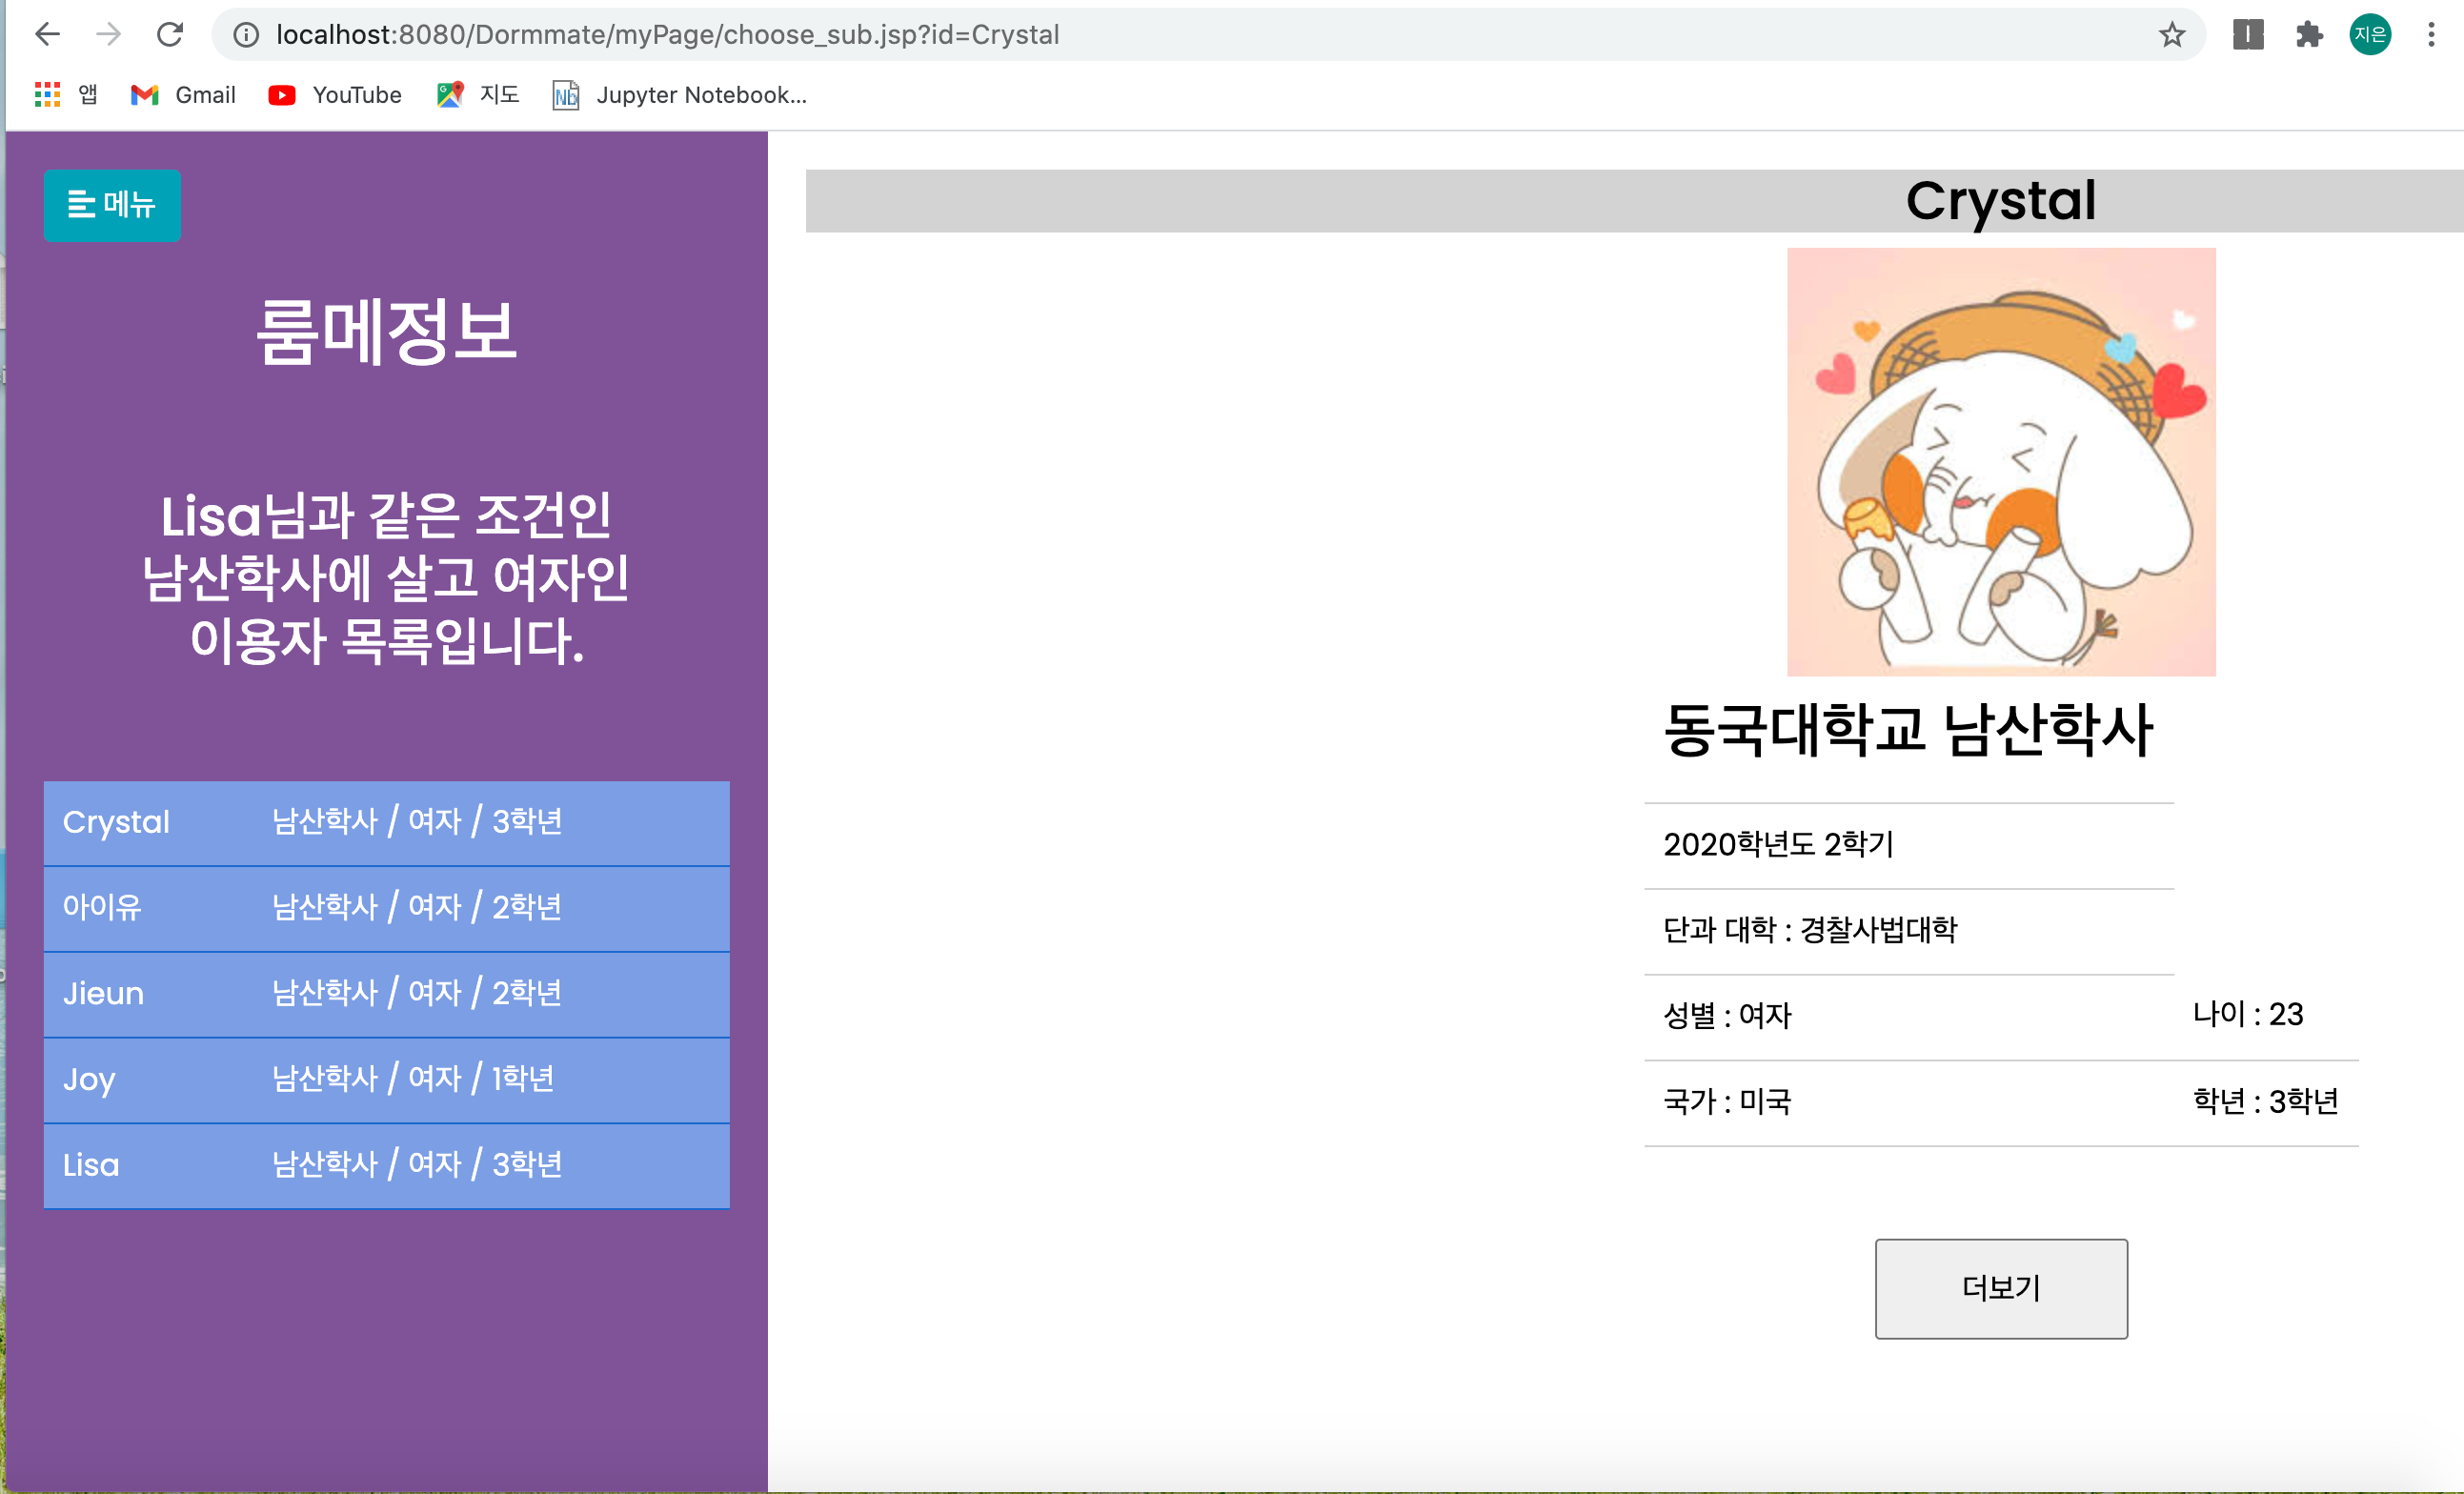 localhost:8080/Dormmate/myPage/choose_sub.jsp?id=Crystal
지은
앱 Gmail YouTube 지도 Jupyter Notebook...
메뉴
룸메정보
Lisa님과 같은 조건인
남산학사에 살고 여자인
이용자 목록입니다.
Crystal 남산학사 / 여자 / 3학년
아이유 남산학사 / 여자 / 2학년
Jieun 남산학사 / 여자 / 2학년
Joy 남산학사 / 여자 / 1학년
Lisa 남산학사 / 여자 / 3학년
Crystal
동국대학교 남산학사
2020학년도 2학기
단과 대학 : 경찰사법대학
성별 : 여자 나이 : 23
국가 : 미국 학년 : 3학년
더보기